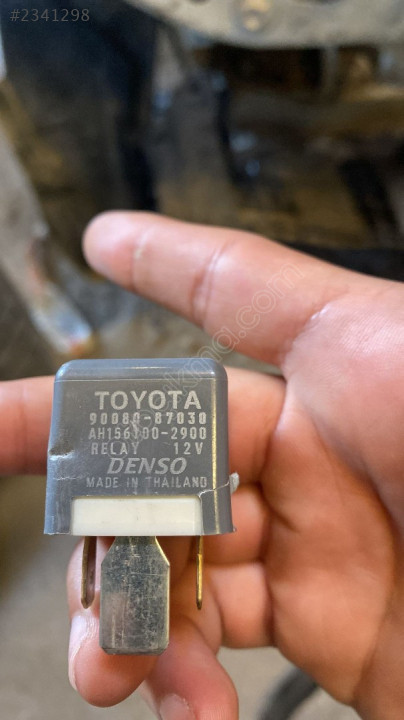 #2341298
TOYOTA
90080-87030
AH156700-2900
RELAY 12V
DENSO
MADE IN THAILAND